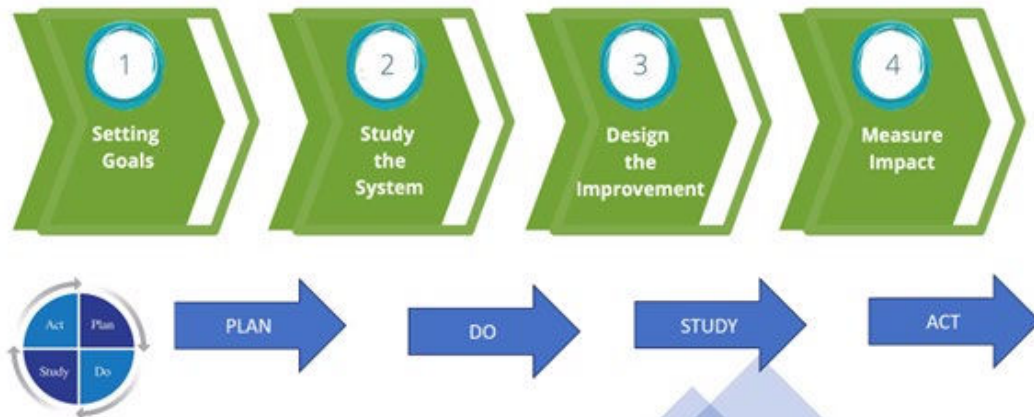 1
Setting
Goals
2
Study
the
System
3
Design
the
Improvement
4
Measure
Impact
Act Plan
Study Do
PLAN
DO
STUDY
ACT